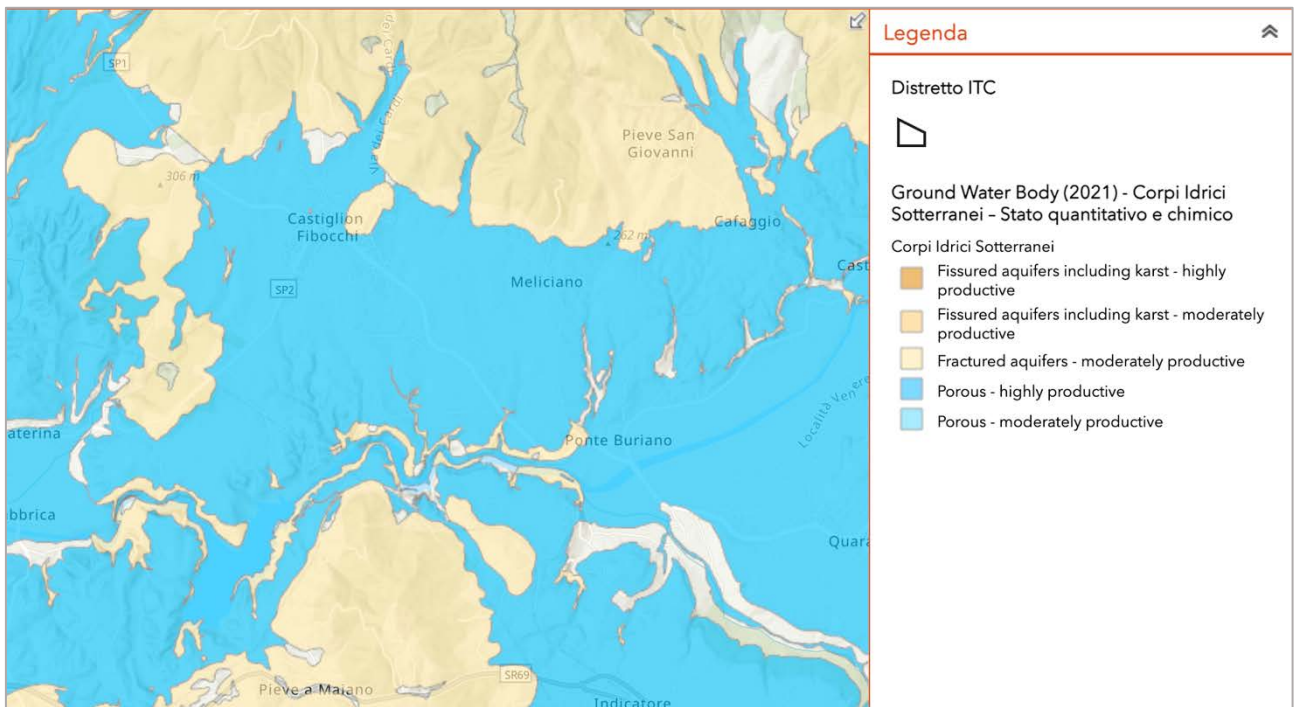 SP1
Via dei Cardi
Pieve San
Giovanni
306 m
Castiglion
Fibocchi
262 m
Cafaggio
SP2
Meliciano
Cast
aterina
Ponte Buriano
Località Venere
bbrica
Quara
SR69
Pieve a Maiano
Indicatore
Legenda
Distretto ITC
Ground Water Body (2021) - Corpi Idrici
Sotterranei – Stato quantitativo e chimico
Corpi Idrici Sotterranei
Fissured aquifers including karst - highly
productive
Fissured aquifers including karst - moderately
productive
Fractured aquifers - moderately productive
Porous - highly productive
Porous - moderately productive